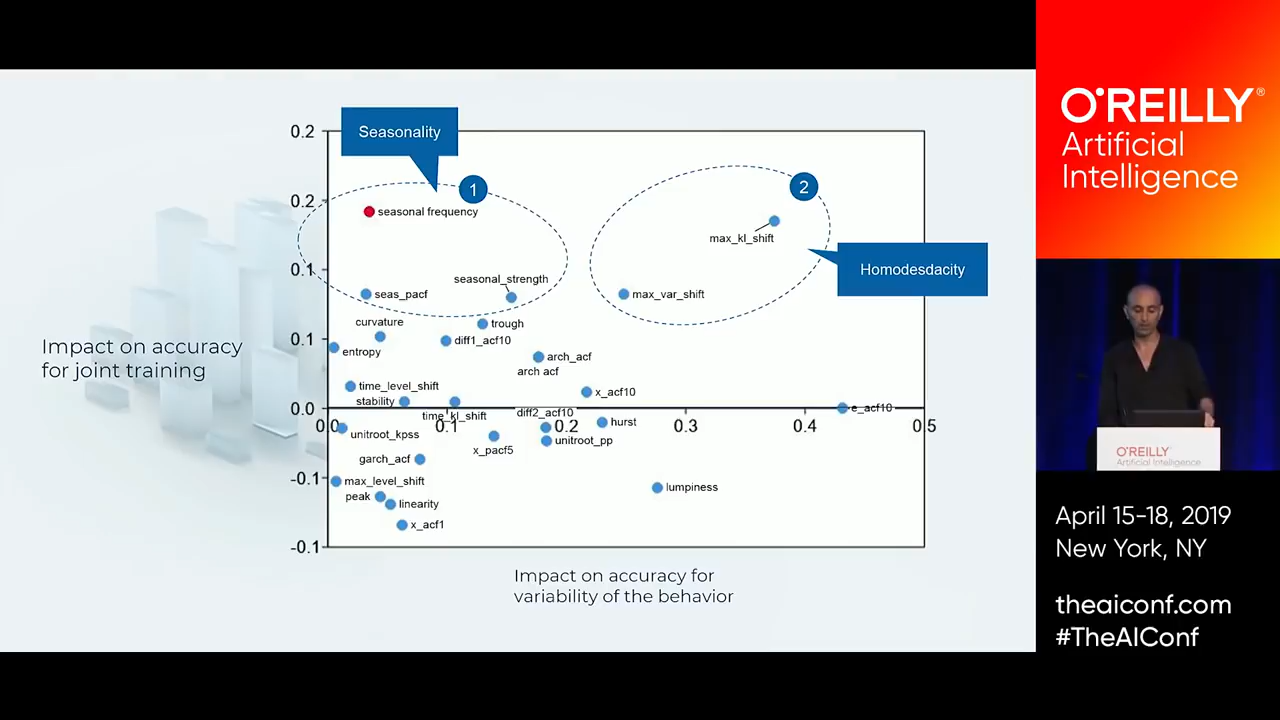 Seasonality
1
2
Homodesdacity
0.2
0.2
0.1
0.1
0.0
-0.1
-0.1
0.0
0.1
0.2
0.3
0.4
0.5
seasonal frequency
max_kl_shift
seasonal_strength
seas_pacf
max_var_shift
curvature
trough
entropy
diff1_acf10
arch_acf
arch acf
time_level_shift
x_acf10
stability
time_kl_shift
diff2_acf10
e_acf10
hurst
unitroot_kpss
unitroot_pp
x_pacf5
garch_acf
max_level_shift
lumpiness
peak
linearity
x_acf1
Impact on accuracy
for joint training
Impact on accuracy for
variability of the behavior
O'REILLY®
Artificial
Intelligence
O'REILLY
Artificial Intelligence
April 15-18, 2019
New York, NY
theaiconf.com
#TheAIConf